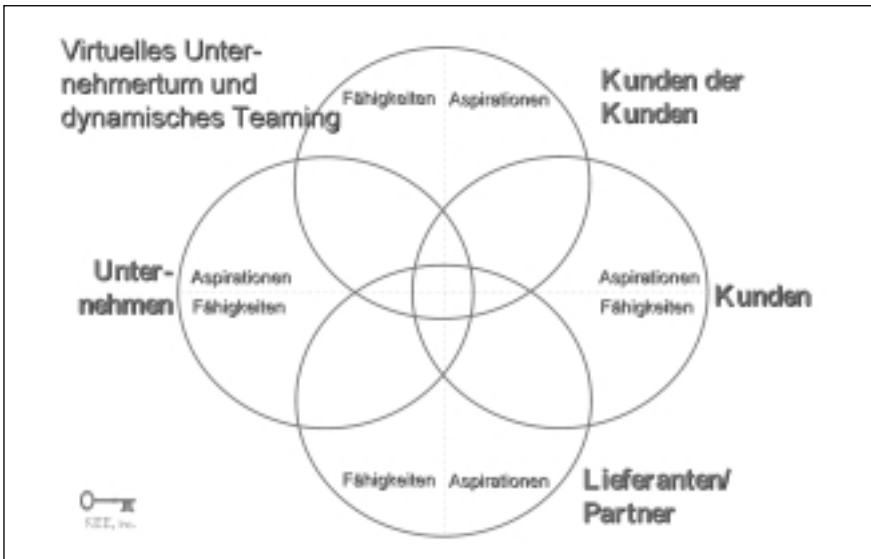 Virtuelles Unter-
nehmertum und
dynamisches Teaming
Fähigkeiten Aspirationen
Kunden der
Kunden
Unter-
nehmen
Aspirationen
Fähigkeiten
Aspirationen
Fähigkeiten
Kunden
Fähigkeiten Aspirationen
Lieferanten/
Partner